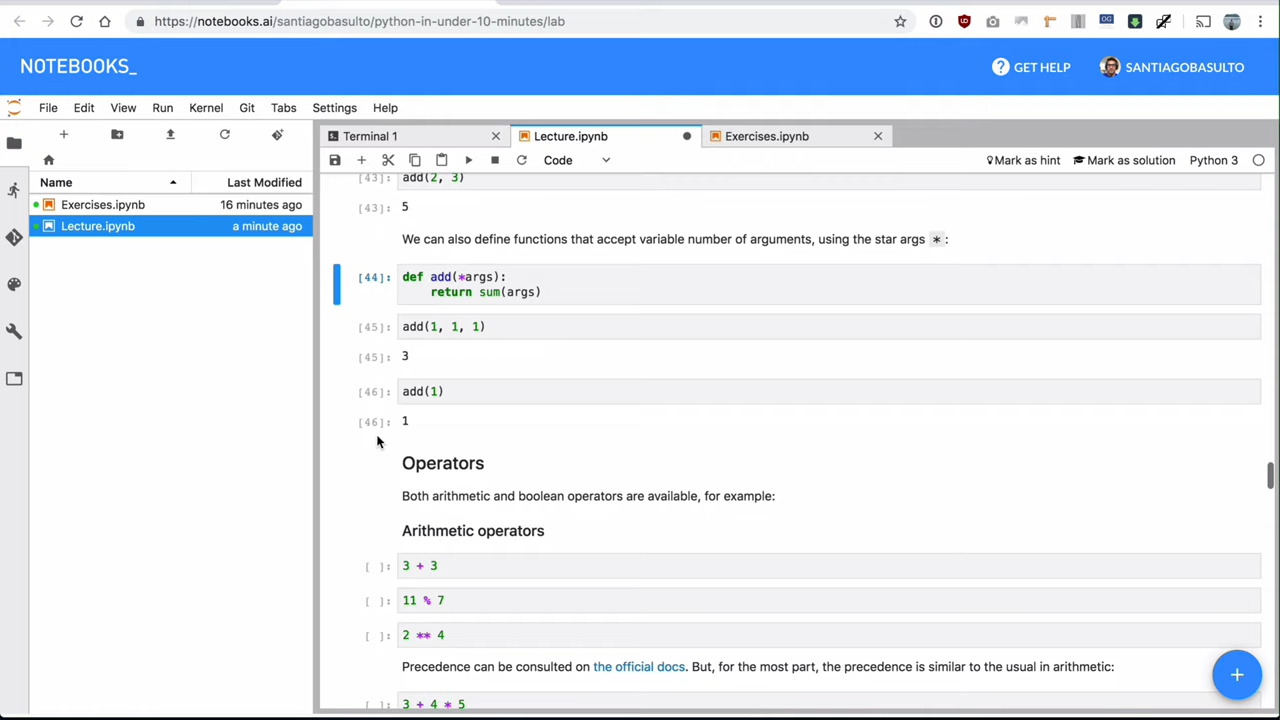 https://notebooks.ai/santiagobasulto/python-in-under-10-minutes/lab
NOTEBOOKS_
? GET HELP
SANTIAGOBASULTO
File Edit View Run Kernel Git Tabs Settings Help
Terminal 1
Lecture.ipynb
Exercises.ipynb
Code
Mark as hint
Mark as solution
Python 3
Name
Last Modified
Exercises.ipynb 16 minutes ago
Lecture.ipynb a minute ago
[43]: add(2, 3)
[43]: 5
We can also define functions that accept variable number of arguments, using the star args *:
[44]: def add(*args):
return sum(args)
[45]: add(1, 1, 1)
[45]: 3
[46]: add(1)
[46]: 1
Operators
Both arithmetic and boolean operators are available, for example:
Arithmetic operators
[ ]: 3 + 3
[ ]: 11 % 7
[ ]: 2 ** 4
Precedence can be consulted on the official docs. But, for the most part, the precedence is similar to the usual in arithmetic:
[ ]: 3 + 4 * 5